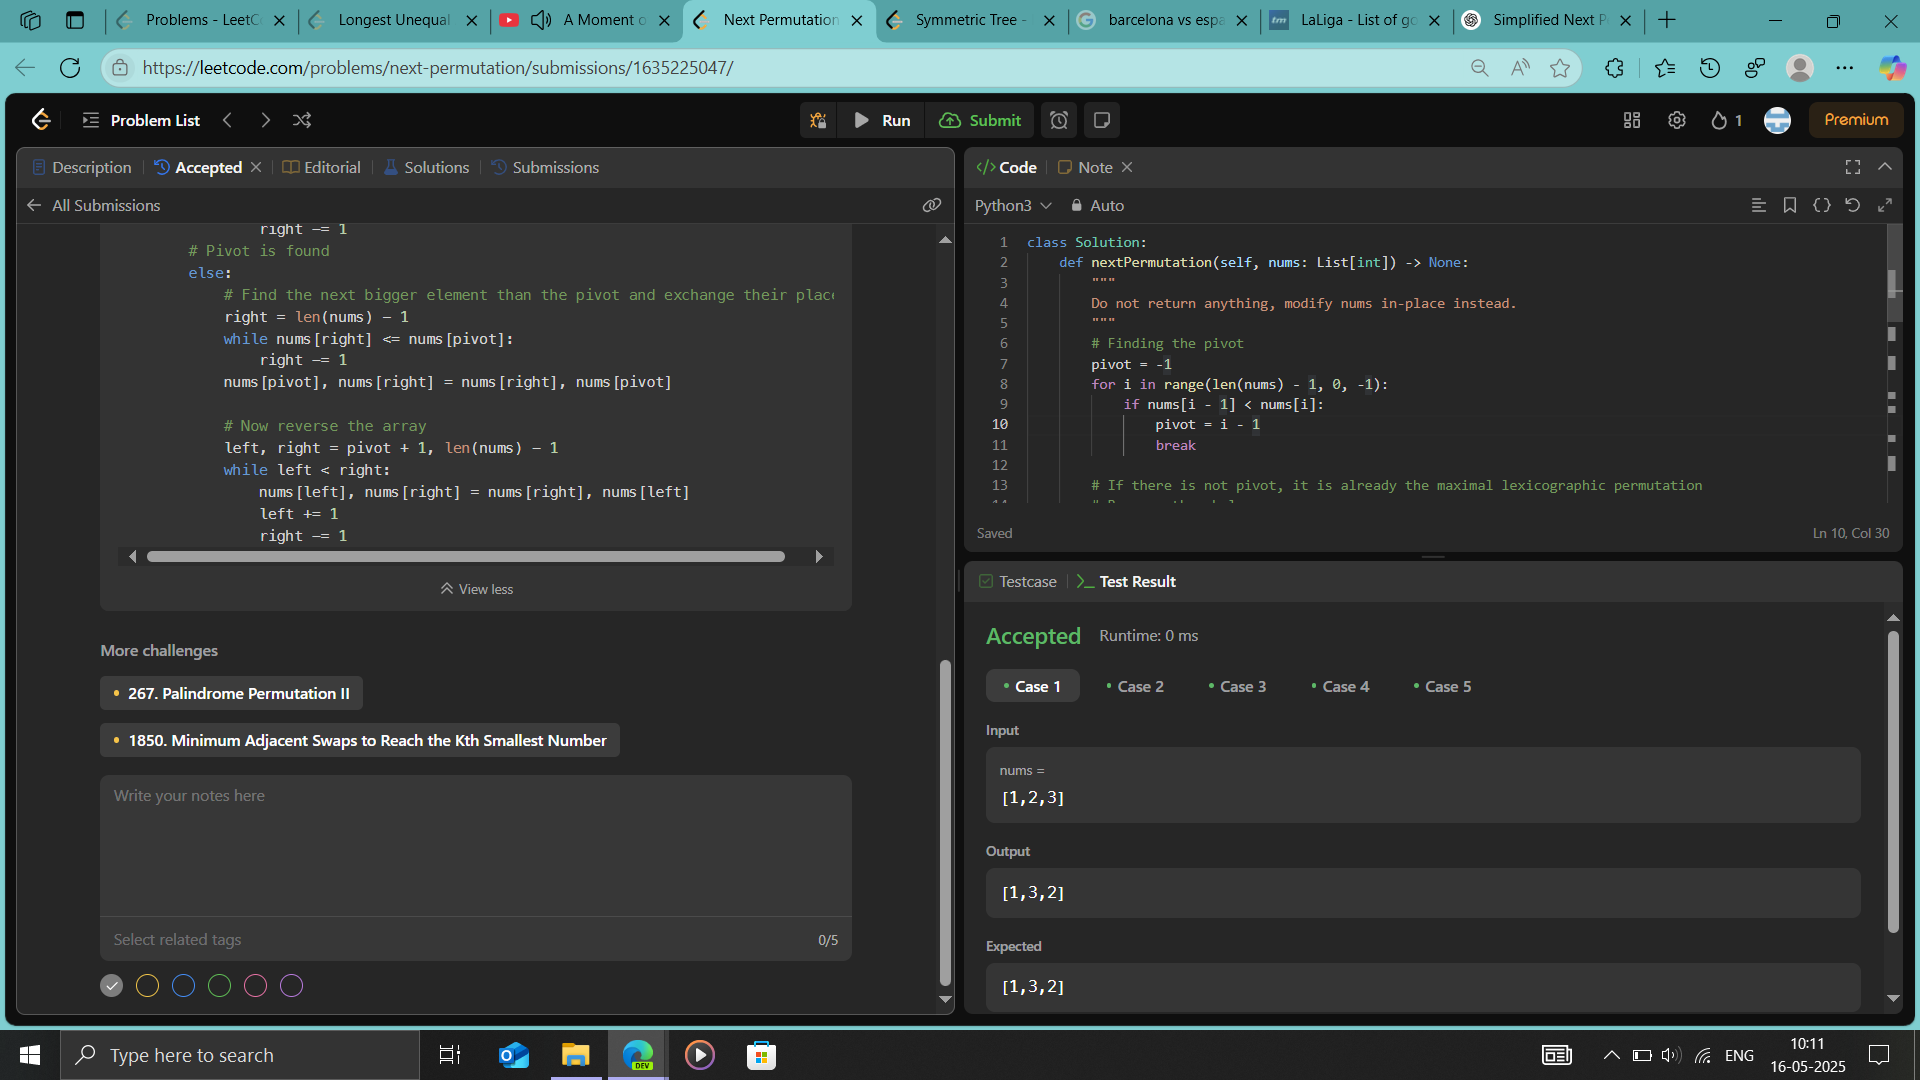 Problems - LeetC
Longest Unequal
A Moment o
Next Permutation
Symmetric Tree -
barcelona vs espa
LaLiga - List of go
Simplified Next P
https://leetcode.com/problems/next-permutation/submissions/1635225047/
Problem List
Run
Submit
1
Premium
Description
Accepted
Editorial
Solutions
Submissions
All Submissions
right -= 1
# Pivot is found
else:
# Find the next bigger element than the pivot and exchange their place
right = len(nums) - 1
while nums[right] <= nums[pivot]:
right -= 1
nums[pivot], nums[right] = nums[right], nums[pivot]
# Now reverse the array
left, right = pivot + 1, len(nums) - 1
while left < right:
nums[left], nums[right] = nums[right], nums[left]
left += 1
right -= 1
View less
More challenges
267. Palindrome Permutation II
1850. Minimum Adjacent Swaps to Reach the Kth Smallest Number
Write your notes here
Select related tags
0/5
</> Code
Note
Python3
Auto
1 class Solution:
2 def nextPermutation(self, nums: List[int]) -> None:
3 """
4 Do not return anything, modify nums in-place instead.
5 """
6 # Finding the pivot
7 pivot = -1
8 for i in range(len(nums) - 1, 0, -1):
9 if nums[i - 1] < nums[i]:
10 pivot = i - 1
11 break
12
13 # If there is not pivot, it is already the maximal lexicographic permutation
Saved
Ln 10, Col 30
Testcase
Test Result
Accepted
Runtime: 0 ms
Case 1
Case 2
Case 3
Case 4
Case 5
Input
nums =
[1,2,3]
Output
[1,3,2]
Expected
[1,3,2]
Type here to search
DEV
ENG
10:11
16-05-2025